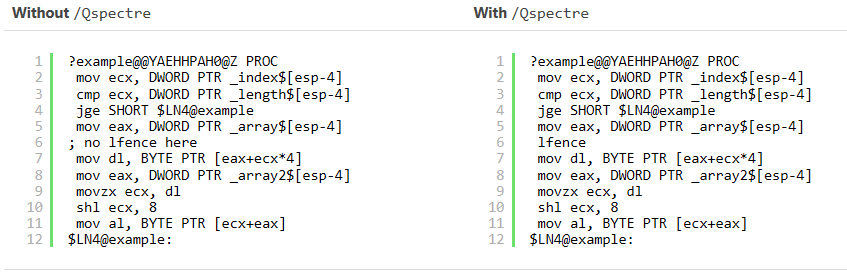 Without /Qspectre
1 ?example@@YAEHHPAH0@Z PROC
2 mov ecx, DWORD PTR _index$[esp-4]
3 cmp ecx, DWORD PTR _length$[esp-4]
4 jge SHORT $LN4@example
5 mov eax, DWORD PTR _array$[esp-4]
6 ; no lfence here
7 mov dl, BYTE PTR [eax+ecx*4]
8 mov eax, DWORD PTR _array2$[esp-4]
9 movzx ecx, dl
10 shl ecx, 8
11 mov al, BYTE PTR [ecx+eax]
12 $LN4@example:
With /Qspectre
1 ?example@@YAEHHPAH0@Z PROC
2 mov ecx, DWORD PTR _index$[esp-4]
3 cmp ecx, DWORD PTR _length$[esp-4]
4 jge SHORT $LN4@example
5 mov eax, DWORD PTR _array$[esp-4]
6 lfence
7 mov dl, BYTE PTR [eax+ecx*4]
8 mov eax, DWORD PTR _array2$[esp-4]
9 movzx ecx, dl
10 shl ecx, 8
11 mov al, BYTE PTR [ecx+eax]
12 $LN4@example: